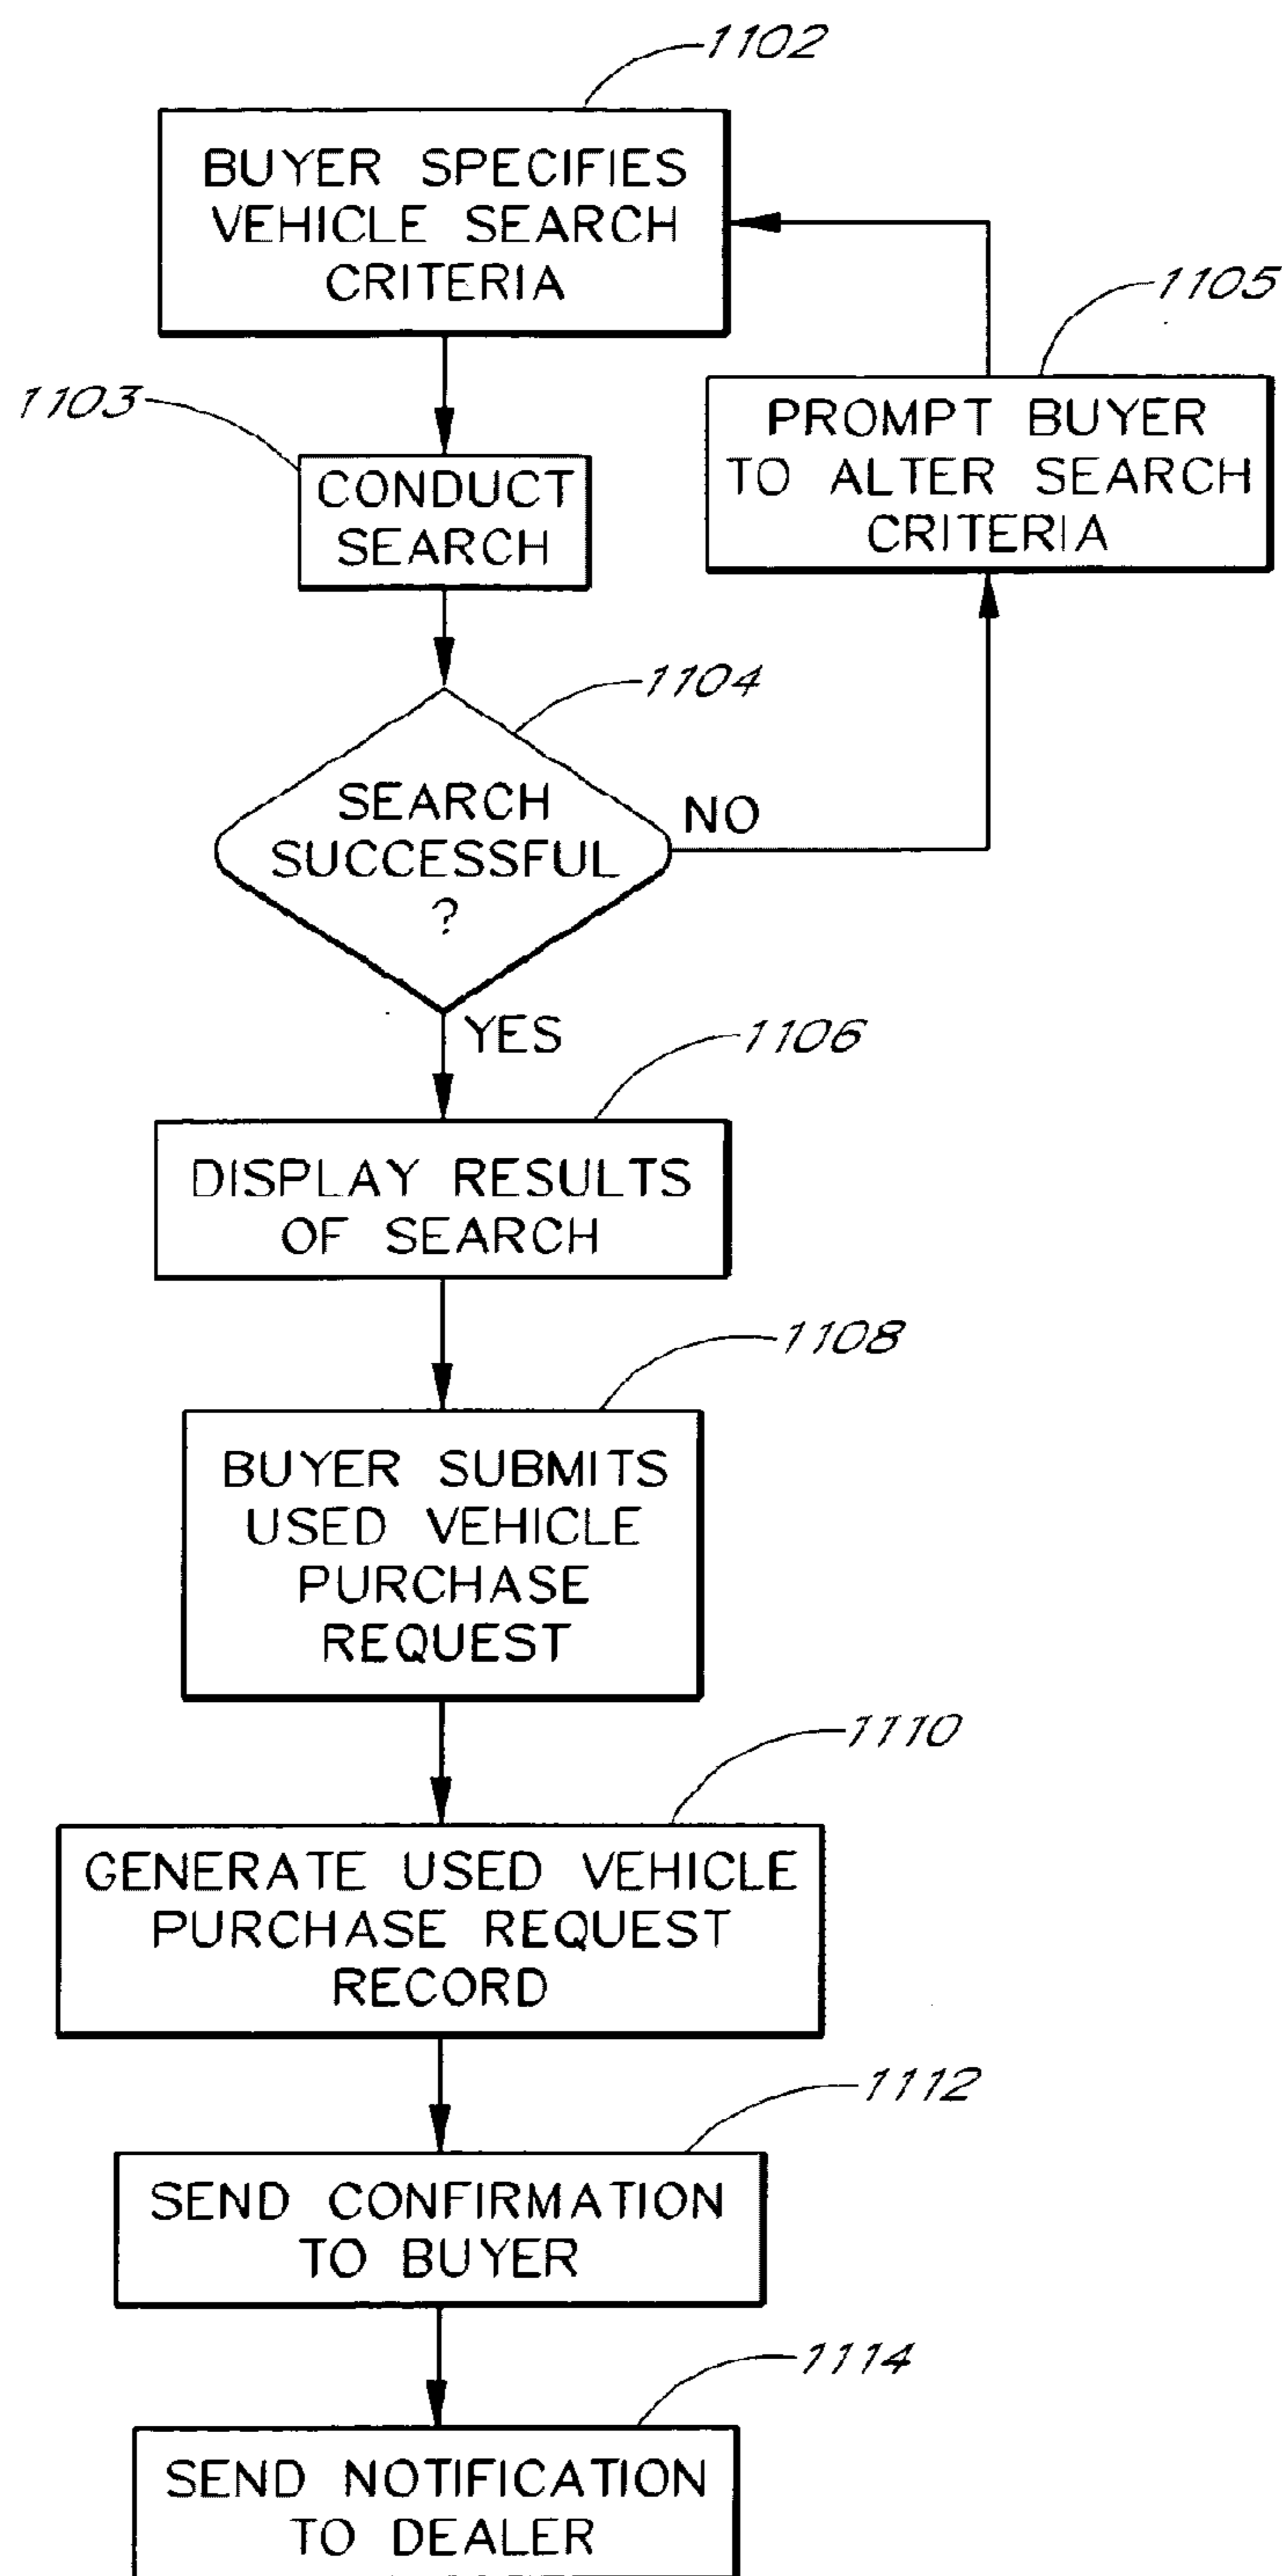 1102
BUYER SPECIFIES
VEHICLE SEARCH
CRITERIA
1105
PROMPT BUYER
TO ALTER SEARCH
CRITERIA
1103
CONDUCT
SEARCH
1104
SEARCH
SUCCESSFUL
?
NO
YES
1106
DISPLAY RESULTS
OF SEARCH
1108
BUYER SUBMITS
USED VEHICLE
PURCHASE
REQUEST
1110
GENERATE USED VEHICLE
PURCHASE REQUEST
RECORD
1112
SEND CONFIRMATION
TO BUYER
1114
SEND NOTIFICATION
TO DEALER